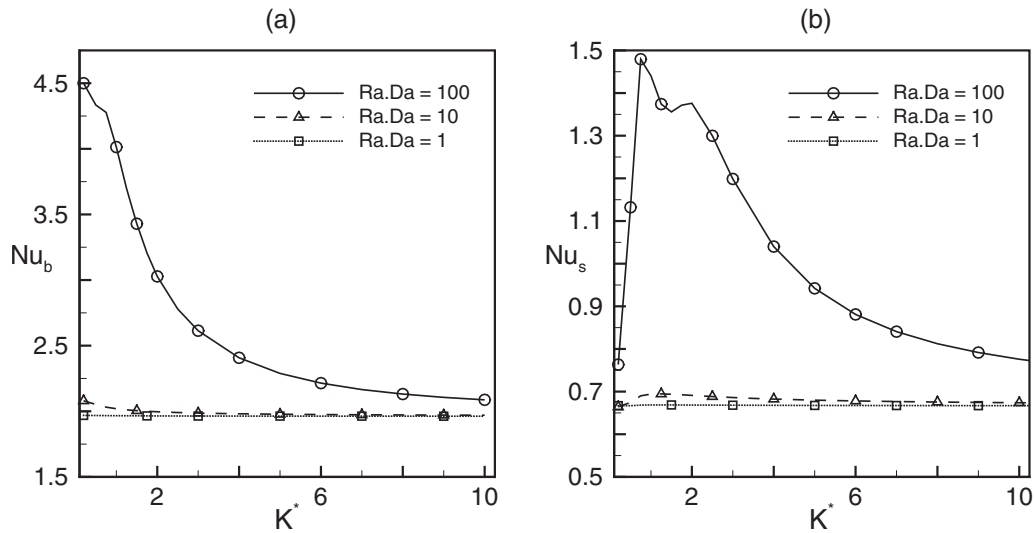 (a)
4.5
3.5
2.5
1.5
Nu_b
Ra.Da = 100
Ra.Da = 10
Ra.Da = 1
2
6
10
K*
(b)
1.5
1.3
1.1
0.9
0.7
0.5
Nu_s
Ra.Da = 100
Ra.Da = 10
Ra.Da = 1
2
6
10
K*